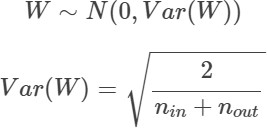 W ∼ N(0, Var(W))
Var(W) = √(2 / (n_in + n_out))